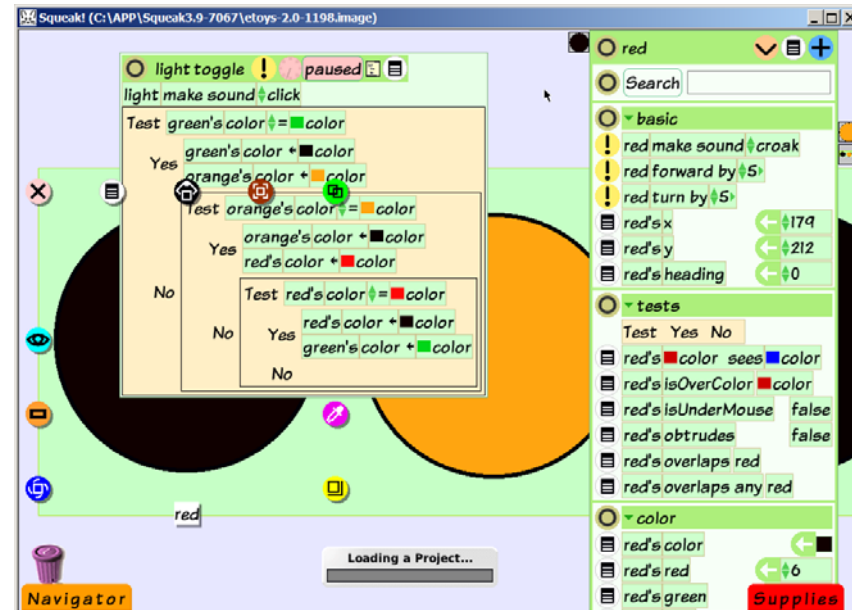 Squeak! (C:\APP\Squeak3.9-7067\etoys-2.0-1198.image)
light toggle ! paused
light make sound click
Test green's color = color
Yes green's color color
orange's color color
Test orange's color = color
Yes orange's color color
red's color color
No
Test red's color = color
No
Yes red's color color
green's color color
No
red
Loading a Project...
Navigator
red
Search
basic
! red make sound croak
! red forward by 5
! red turn by 5
red's x 179
red's y 212
red's heading 0
tests
Test Yes No
red's color sees color
red's isOverColor color
red's isUnderMouse false
red's obtrudes false
red's overlaps red
red's overlaps any red
color
red's color
red's red 6
red's green
Supplies